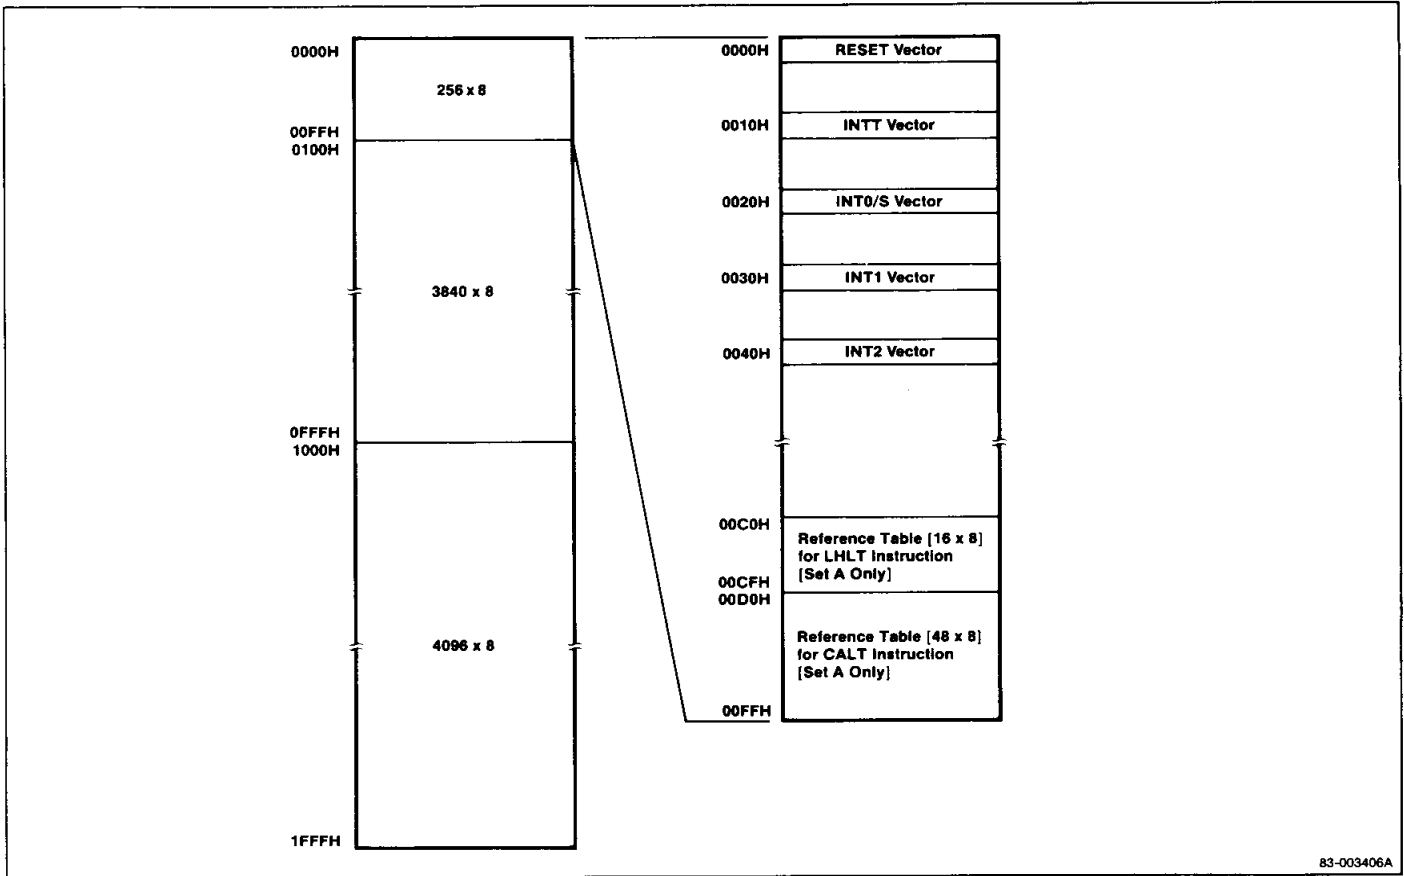 0000H
256 x 8
00FFH
0100H
3840 x 8
0FFFH
1000H
4096 x 8
1FFFH
0000H
RESET Vector
0010H
INTT Vector
0020H
INT0/S Vector
0030H
INT1 Vector
0040H
INT2 Vector
00C0H
Reference Table [16 x 8]
for LHLT Instruction
[Set A Only]
00CFH
00D0H
Reference Table [48 x 8]
for CALT Instruction
[Set A Only]
00FFH
83-003406A